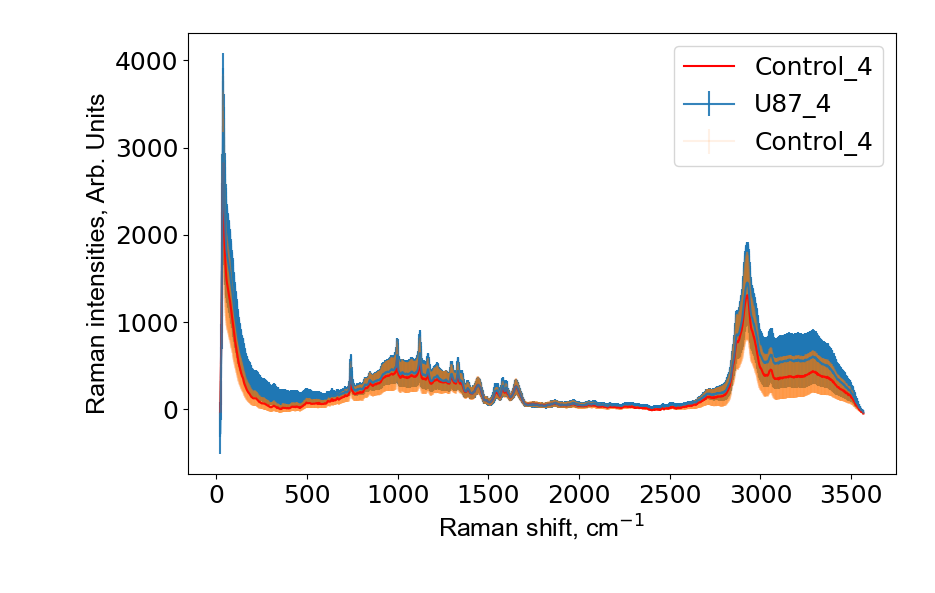 Control_4
U87_4
Control_4
4000
3000
2000
1000
0
Raman intensities, Arb. Units
0 500 1000 1500 2000 2500 3000 3500
Raman shift, cm⁻¹